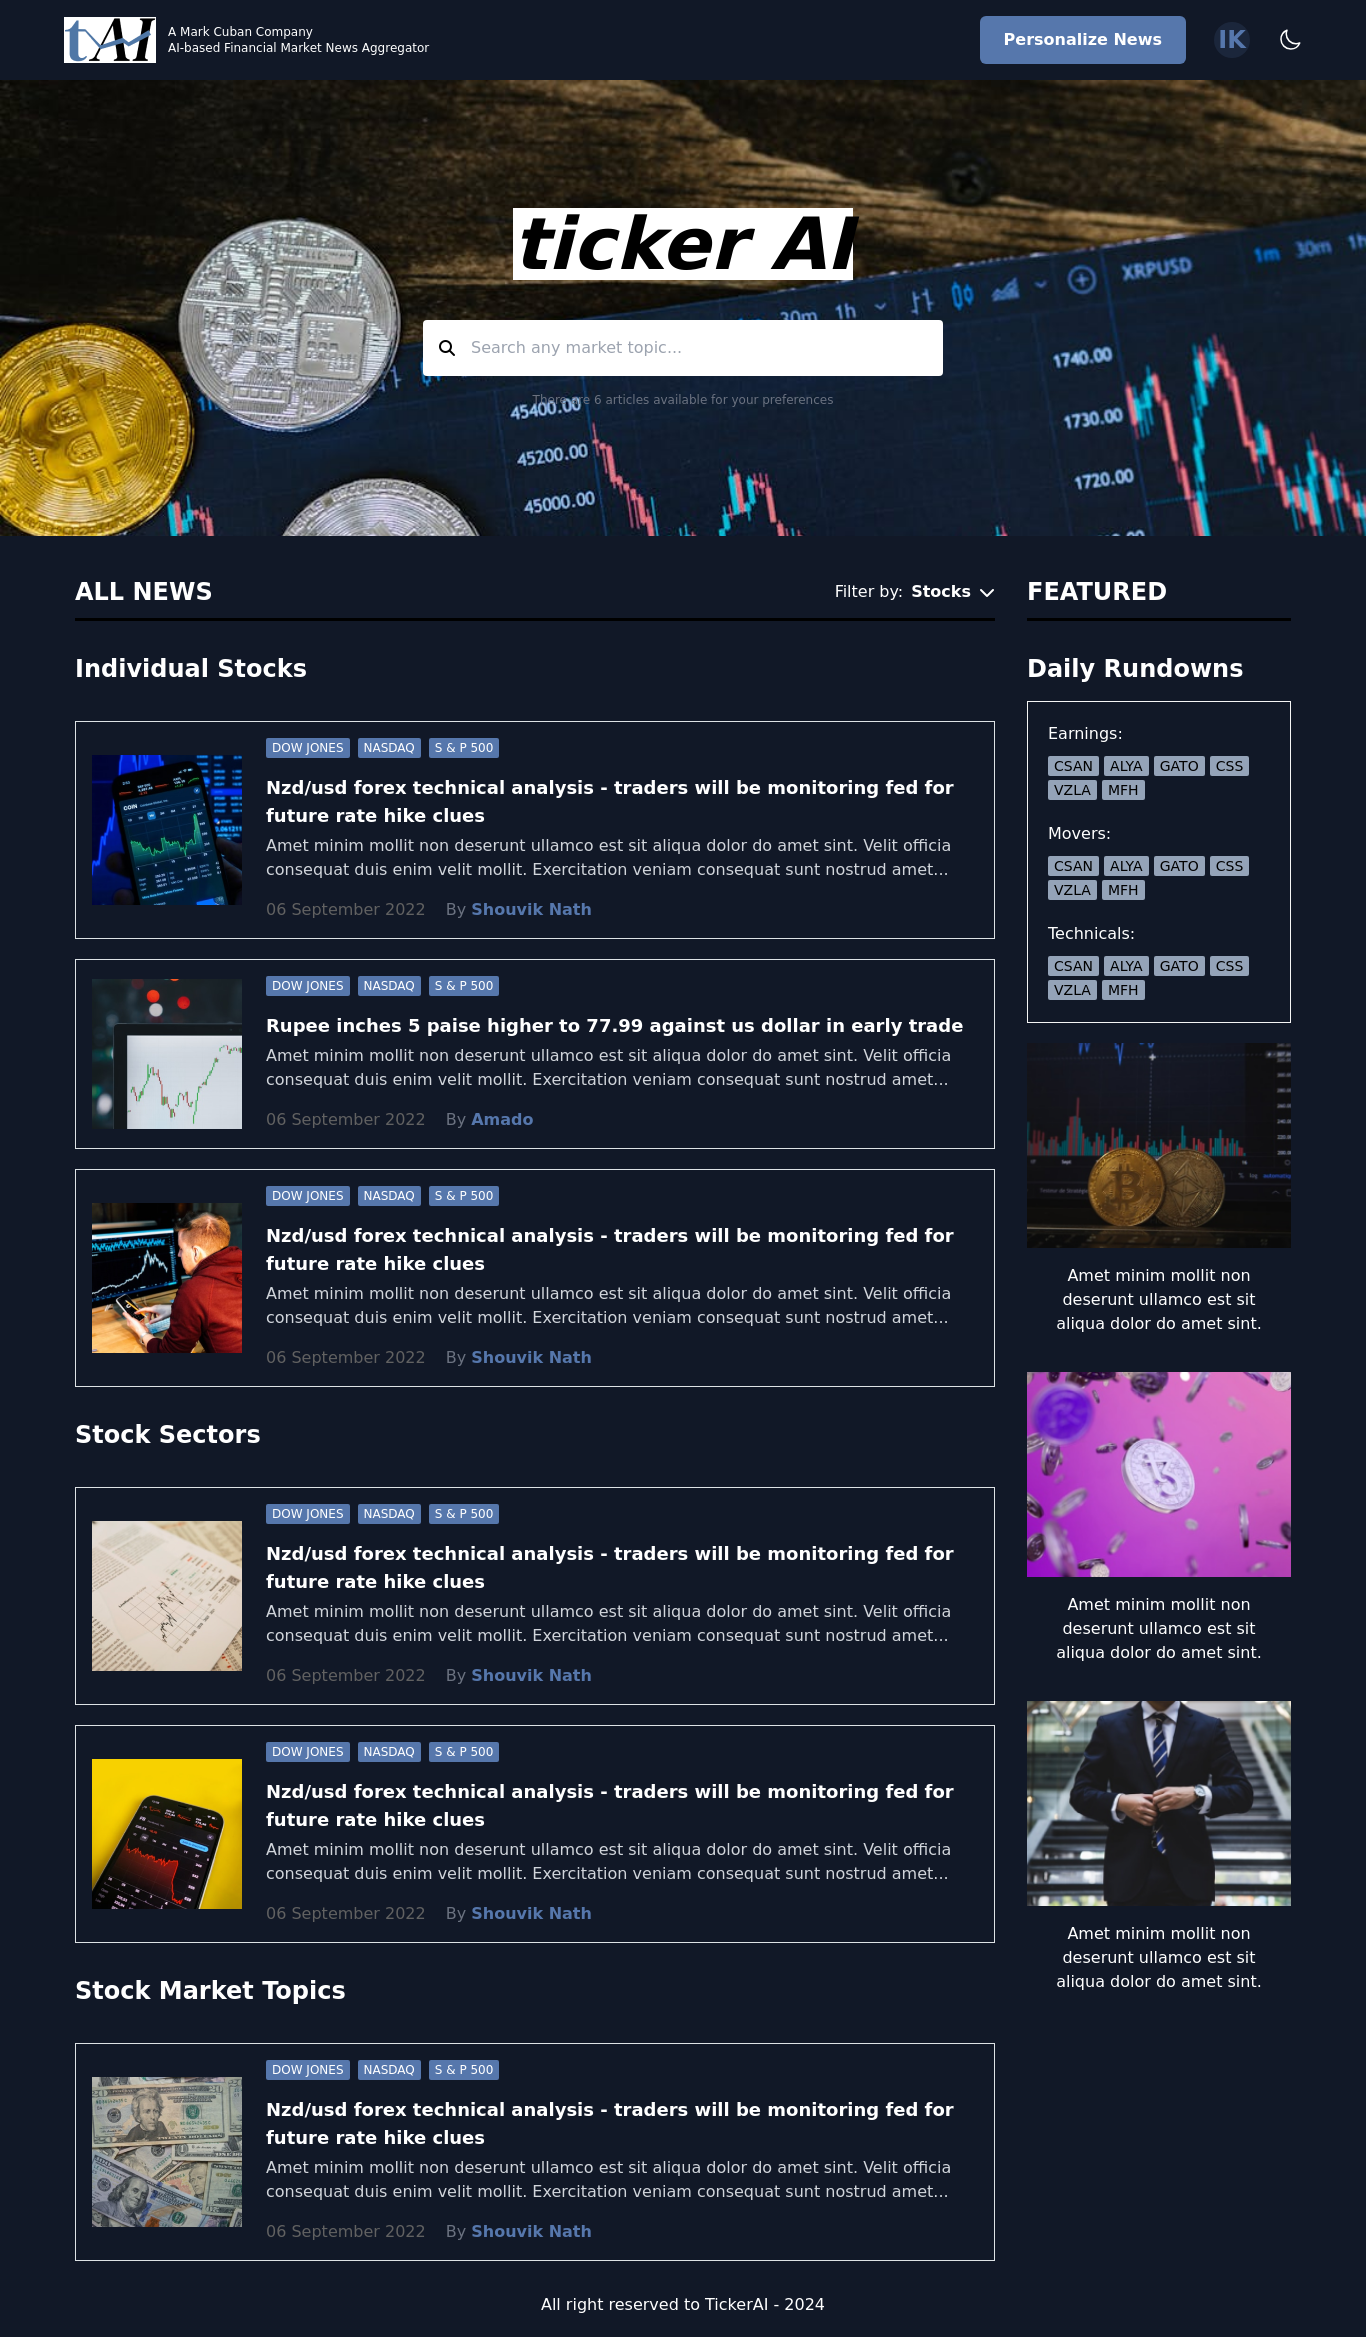 tAI
A Mark Cuban Company
AI-based Financial Market News Aggregator
Personalize News
IK
ticker AI
Search any market topic...
There are 6 articles available for your preferences
30m 1h
XRPUSD
1m 30m 1h
45400.00
45200.00
45000.00
1740.00
1730.00
1720.00
ALL NEWS
Filter by: Stocks
Individual Stocks
DOW JONES NASDAQ S & P 500
Nzd/usd forex technical analysis - traders will be monitoring fed for
future rate hike clues
Amet minim mollit non deserunt ullamco est sit aliqua dolor do amet sint. Velit officia
consequat duis enim velit mollit. Exercitation veniam consequat sunt nostrud amet...
06 September 2022 By Shouvik Nath
DOW JONES NASDAQ S & P 500
Rupee inches 5 paise higher to 77.99 against us dollar in early trade
Amet minim mollit non deserunt ullamco est sit aliqua dolor do amet sint. Velit officia
consequat duis enim velit mollit. Exercitation veniam consequat sunt nostrud amet...
06 September 2022 By Amado
DOW JONES NASDAQ S & P 500
Nzd/usd forex technical analysis - traders will be monitoring fed for
future rate hike clues
Amet minim mollit non deserunt ullamco est sit aliqua dolor do amet sint. Velit officia
consequat duis enim velit mollit. Exercitation veniam consequat sunt nostrud amet...
06 September 2022 By Shouvik Nath
Stock Sectors
DOW JONES NASDAQ S & P 500
Nzd/usd forex technical analysis - traders will be monitoring fed for
future rate hike clues
Amet minim mollit non deserunt ullamco est sit aliqua dolor do amet sint. Velit officia
consequat duis enim velit mollit. Exercitation veniam consequat sunt nostrud amet...
06 September 2022 By Shouvik Nath
DOW JONES NASDAQ S & P 500
Nzd/usd forex technical analysis - traders will be monitoring fed for
future rate hike clues
Amet minim mollit non deserunt ullamco est sit aliqua dolor do amet sint. Velit officia
consequat duis enim velit mollit. Exercitation veniam consequat sunt nostrud amet...
06 September 2022 By Shouvik Nath
Stock Market Topics
DOW JONES NASDAQ S & P 500
Nzd/usd forex technical analysis - traders will be monitoring fed for
future rate hike clues
Amet minim mollit non deserunt ullamco est sit aliqua dolor do amet sint. Velit officia
consequat duis enim velit mollit. Exercitation veniam consequat sunt nostrud amet...
06 September 2022 By Shouvik Nath
FEATURED
Daily Rundowns
Earnings:
CSAN ALYA GATO CSS
VZLA MFH
Movers:
CSAN ALYA GATO CSS
VZLA MFH
Technicals:
CSAN ALYA GATO CSS
VZLA MFH
Amet minim mollit non
deserunt ullamco est sit
aliqua dolor do amet sint.
Amet minim mollit non
deserunt ullamco est sit
aliqua dolor do amet sint.
Amet minim mollit non
deserunt ullamco est sit
aliqua dolor do amet sint.
All right reserved to TickerAI - 2024